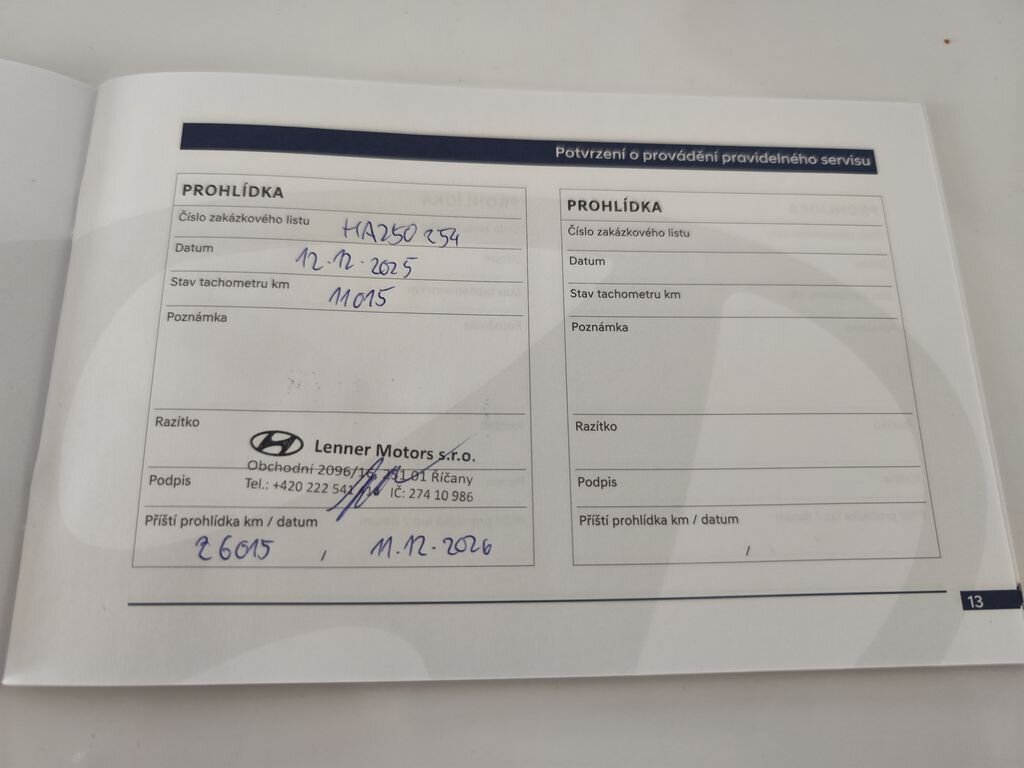 Potvrzení o provádění pravidelného servisu
PROHLÍDKA
Číslo zakázkového listu HA250254
Datum 12.12.2025
Stav tachometru km 11015
Poznámka
Razítko
Lenner Motors s.r.o.
Obchodní 2096/ 251 01 Říčany
Podpis
Tel.: +420 222 541 IČ: 274 10 986
Příští prohlídka km / datum
26015 / 11.12.2026
PROHLÍDKA
Číslo zakázkového listu
Datum
Stav tachometru km
Poznámka
Razítko
Podpis
Příští prohlídka km / datum
/
13